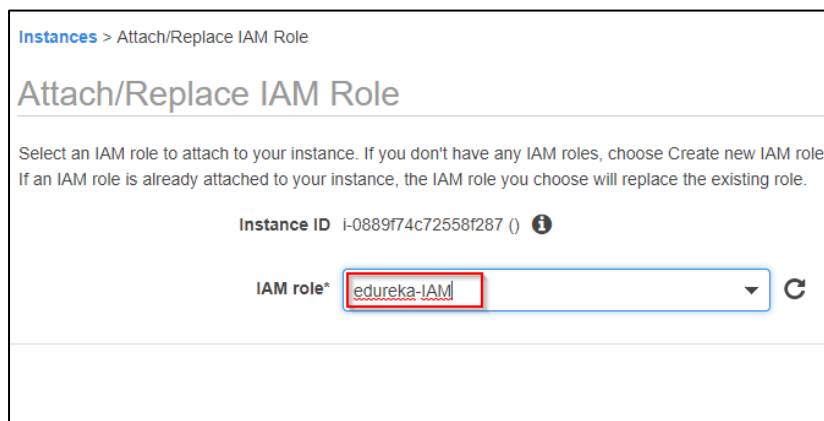 Instances > Attach/Replace IAM Role
Attach/Replace IAM Role
Select an IAM role to attach to your instance. If you don't have any IAM roles, choose Create new IAM role
If an IAM role is already attached to your instance, the IAM role you choose will replace the existing role.
Instance ID i-0889f74c72558f287 ()
IAM role* edureka-IAM